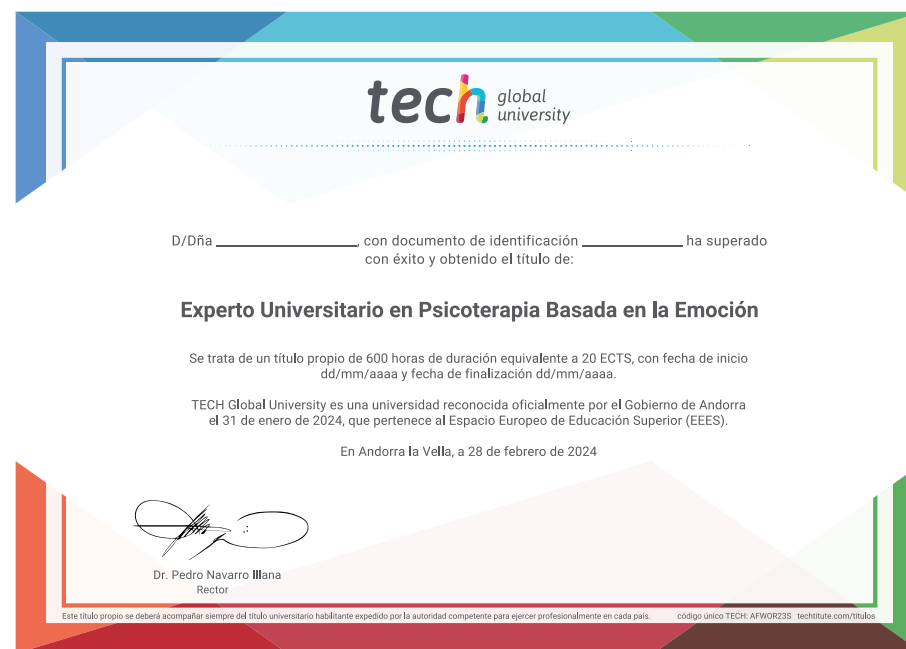 tech global university
D/Dña ____________________, con documento de identificación ______________ ha superado
con éxito y obtenido el título de:
Experto Universitario en Psicoterapia Basada en la Emoción
Se trata de un título propio de 600 horas de duración equivalente a 20 ECTS, con fecha de inicio
dd/mm/aaaa y fecha de finalización dd/mm/aaaa.
TECH Global University es una universidad reconocida oficialmente por el Gobierno de Andorra
el 31 de enero de 2024, que pertenece al Espacio Europeo de Educación Superior (EEES).
En Andorra la Vella, a 28 de febrero de 2024
Dr. Pedro Navarro Illana
Rector
Este título propio se deberá acompañar siempre del título universitario habilitante expedido por la autoridad competente para ejercer profesionalmente en cada país. código único TECH: AFWOR23S techtitute.com/titulos